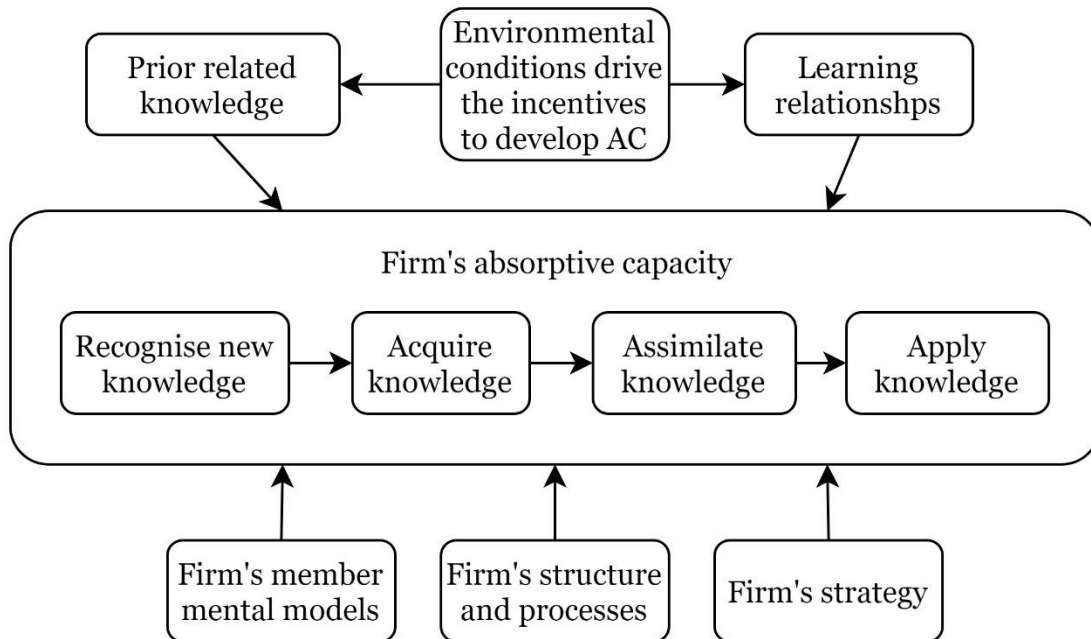 Prior related
knowledge
Environmental
conditions drive
the incentives
to develop AC
Learning
relationshps
Firm's absorptive capacity
Recognise new
knowledge
Acquire
knowledge
Assimilate
knowledge
Apply
knowledge
Firm's member
mental models
Firm's structure
and processes
Firm's strategy